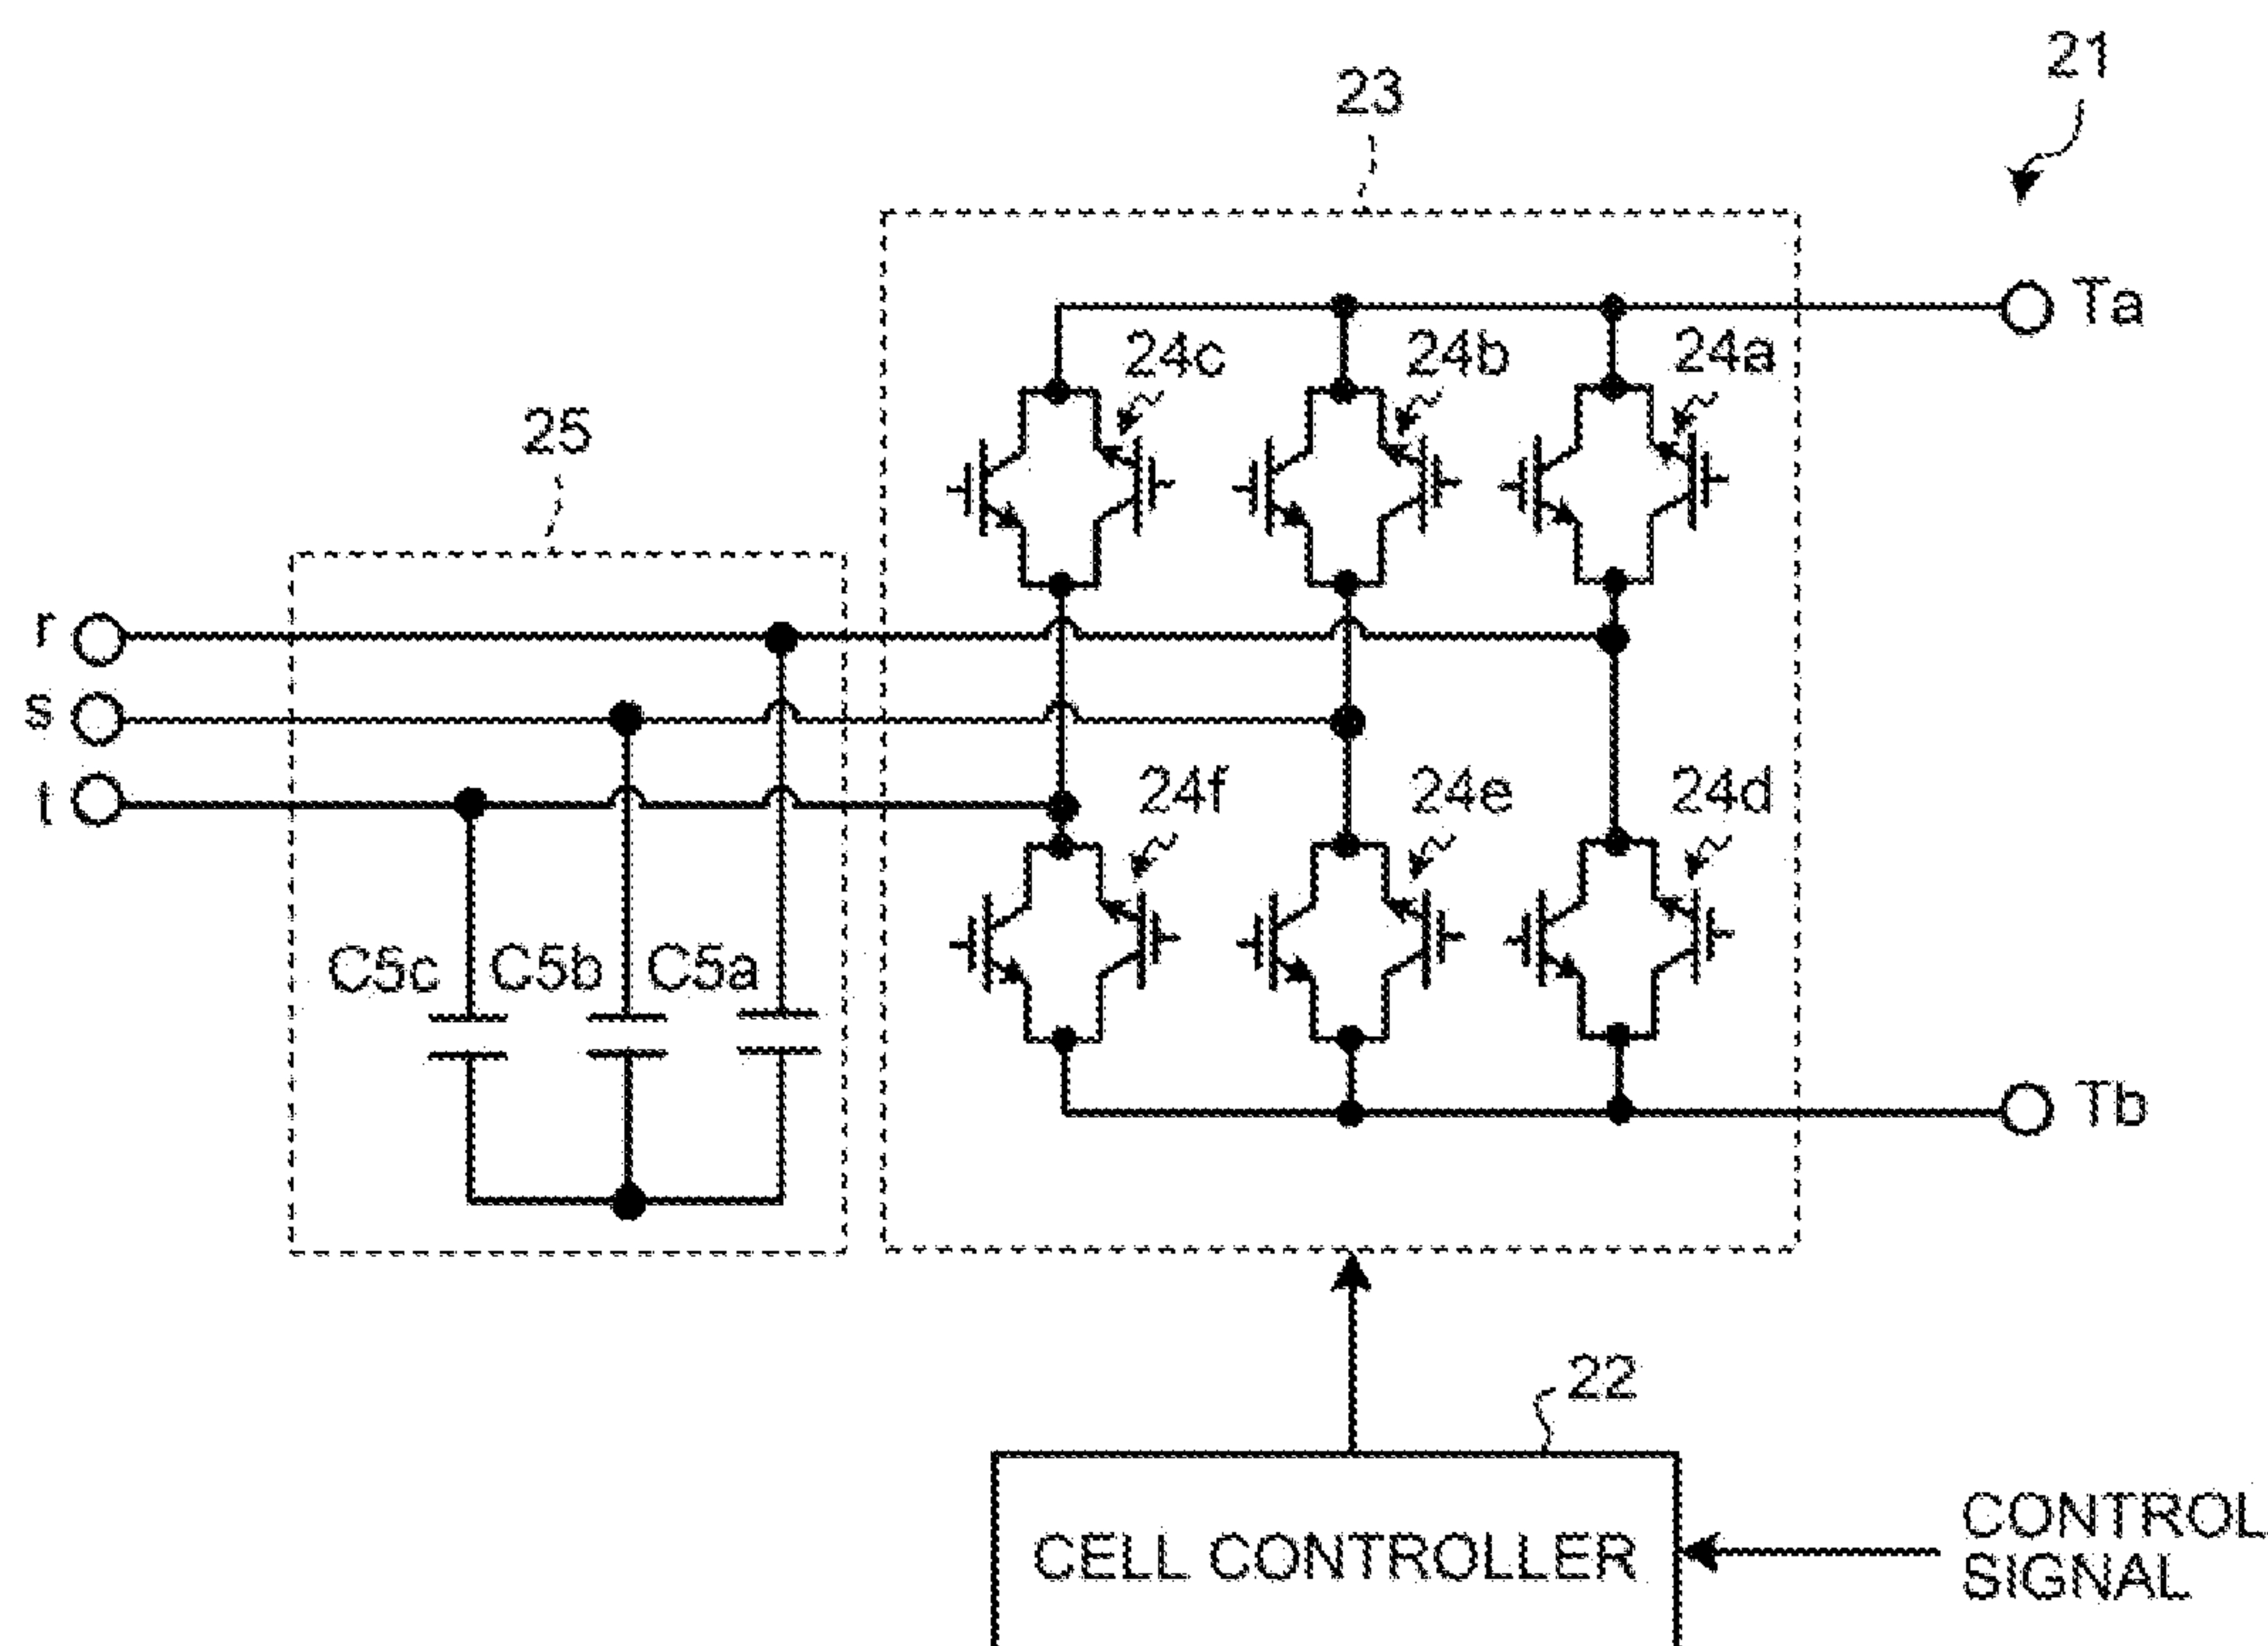 21
23
Ta
24c
24b
24a
25
r
s
t
24f
24e
24d
C5c
C5b
C5a
Tb
22
CELL CONTROLLER
CONTROL
SIGNAL